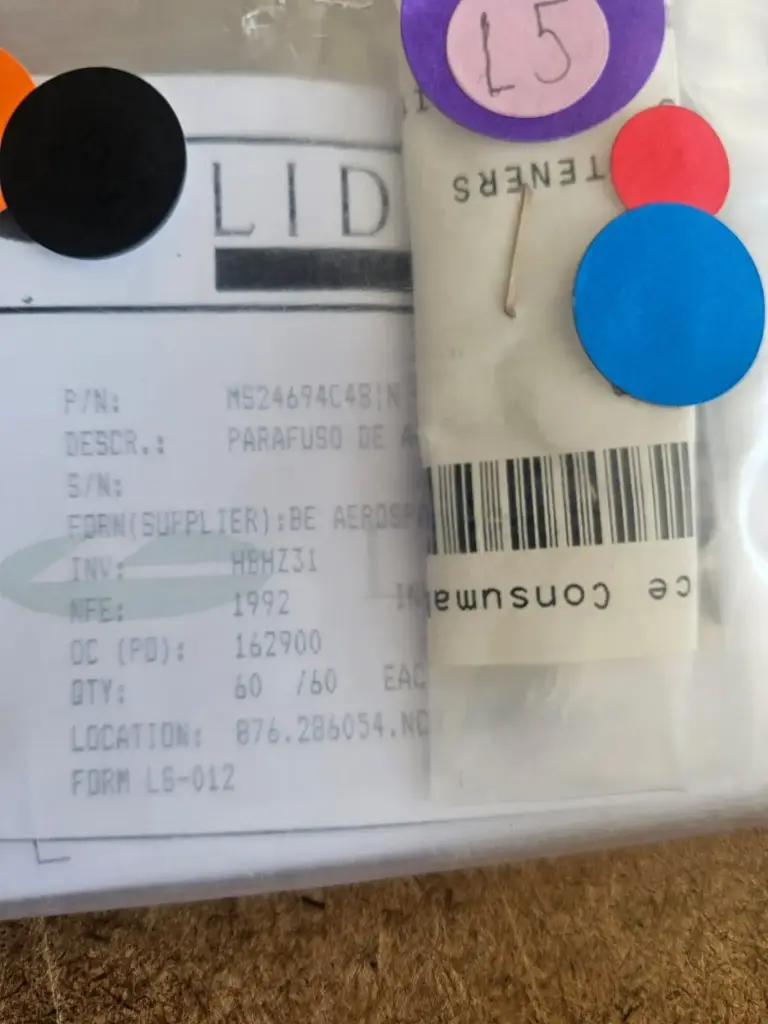 L5
TENERS
LID
P/N: MS24694C48|N
DESCR.: PARAFUSO DE A
S/N:
FORN(SUPPLIER):BE AEROSPA
INV: HBHZ31
NFE: 1992
OC (PO): 162900
QTY: 60 /60 EAC
LOCATION: 876.286054.NC
FORM LG-012
ce Consuma